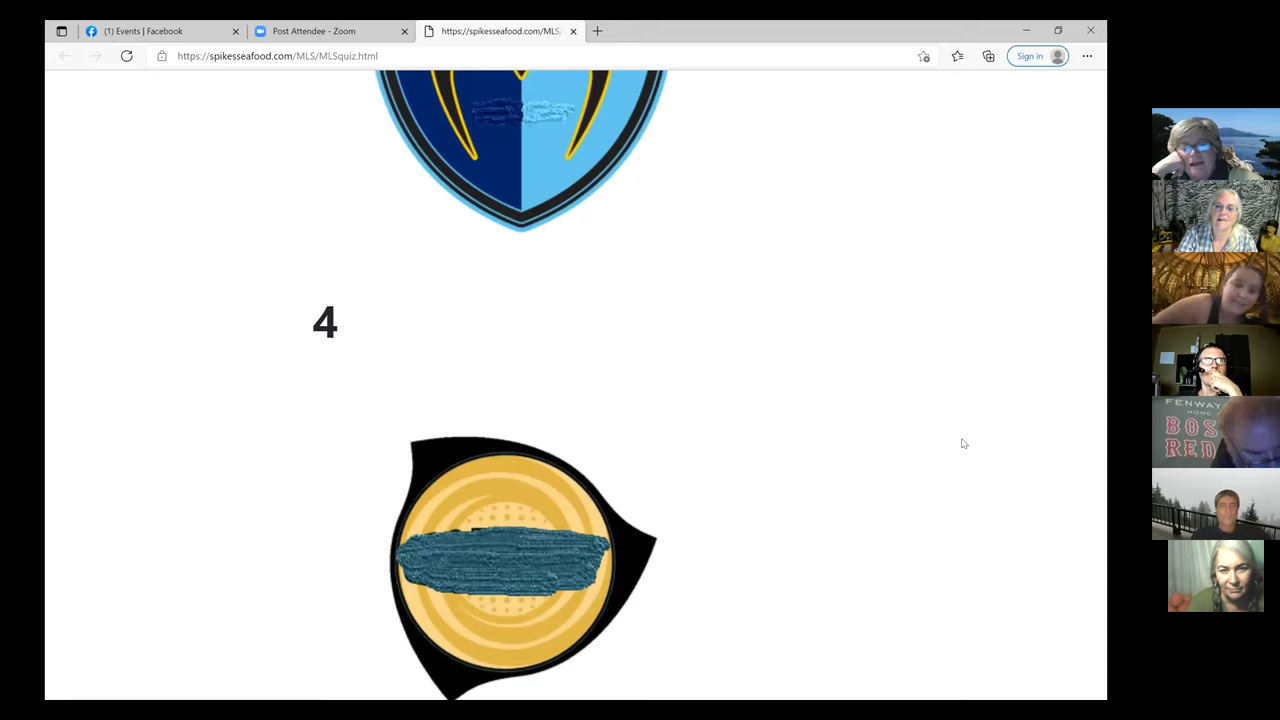 (1) Events | Facebook
Post Attendee - Zoom
https://spikesseafood.com/MLS/
https://spikesseafood.com/MLS/MLSquiz.html
Sign in
4
FENWAY
HOME
BOS
RED